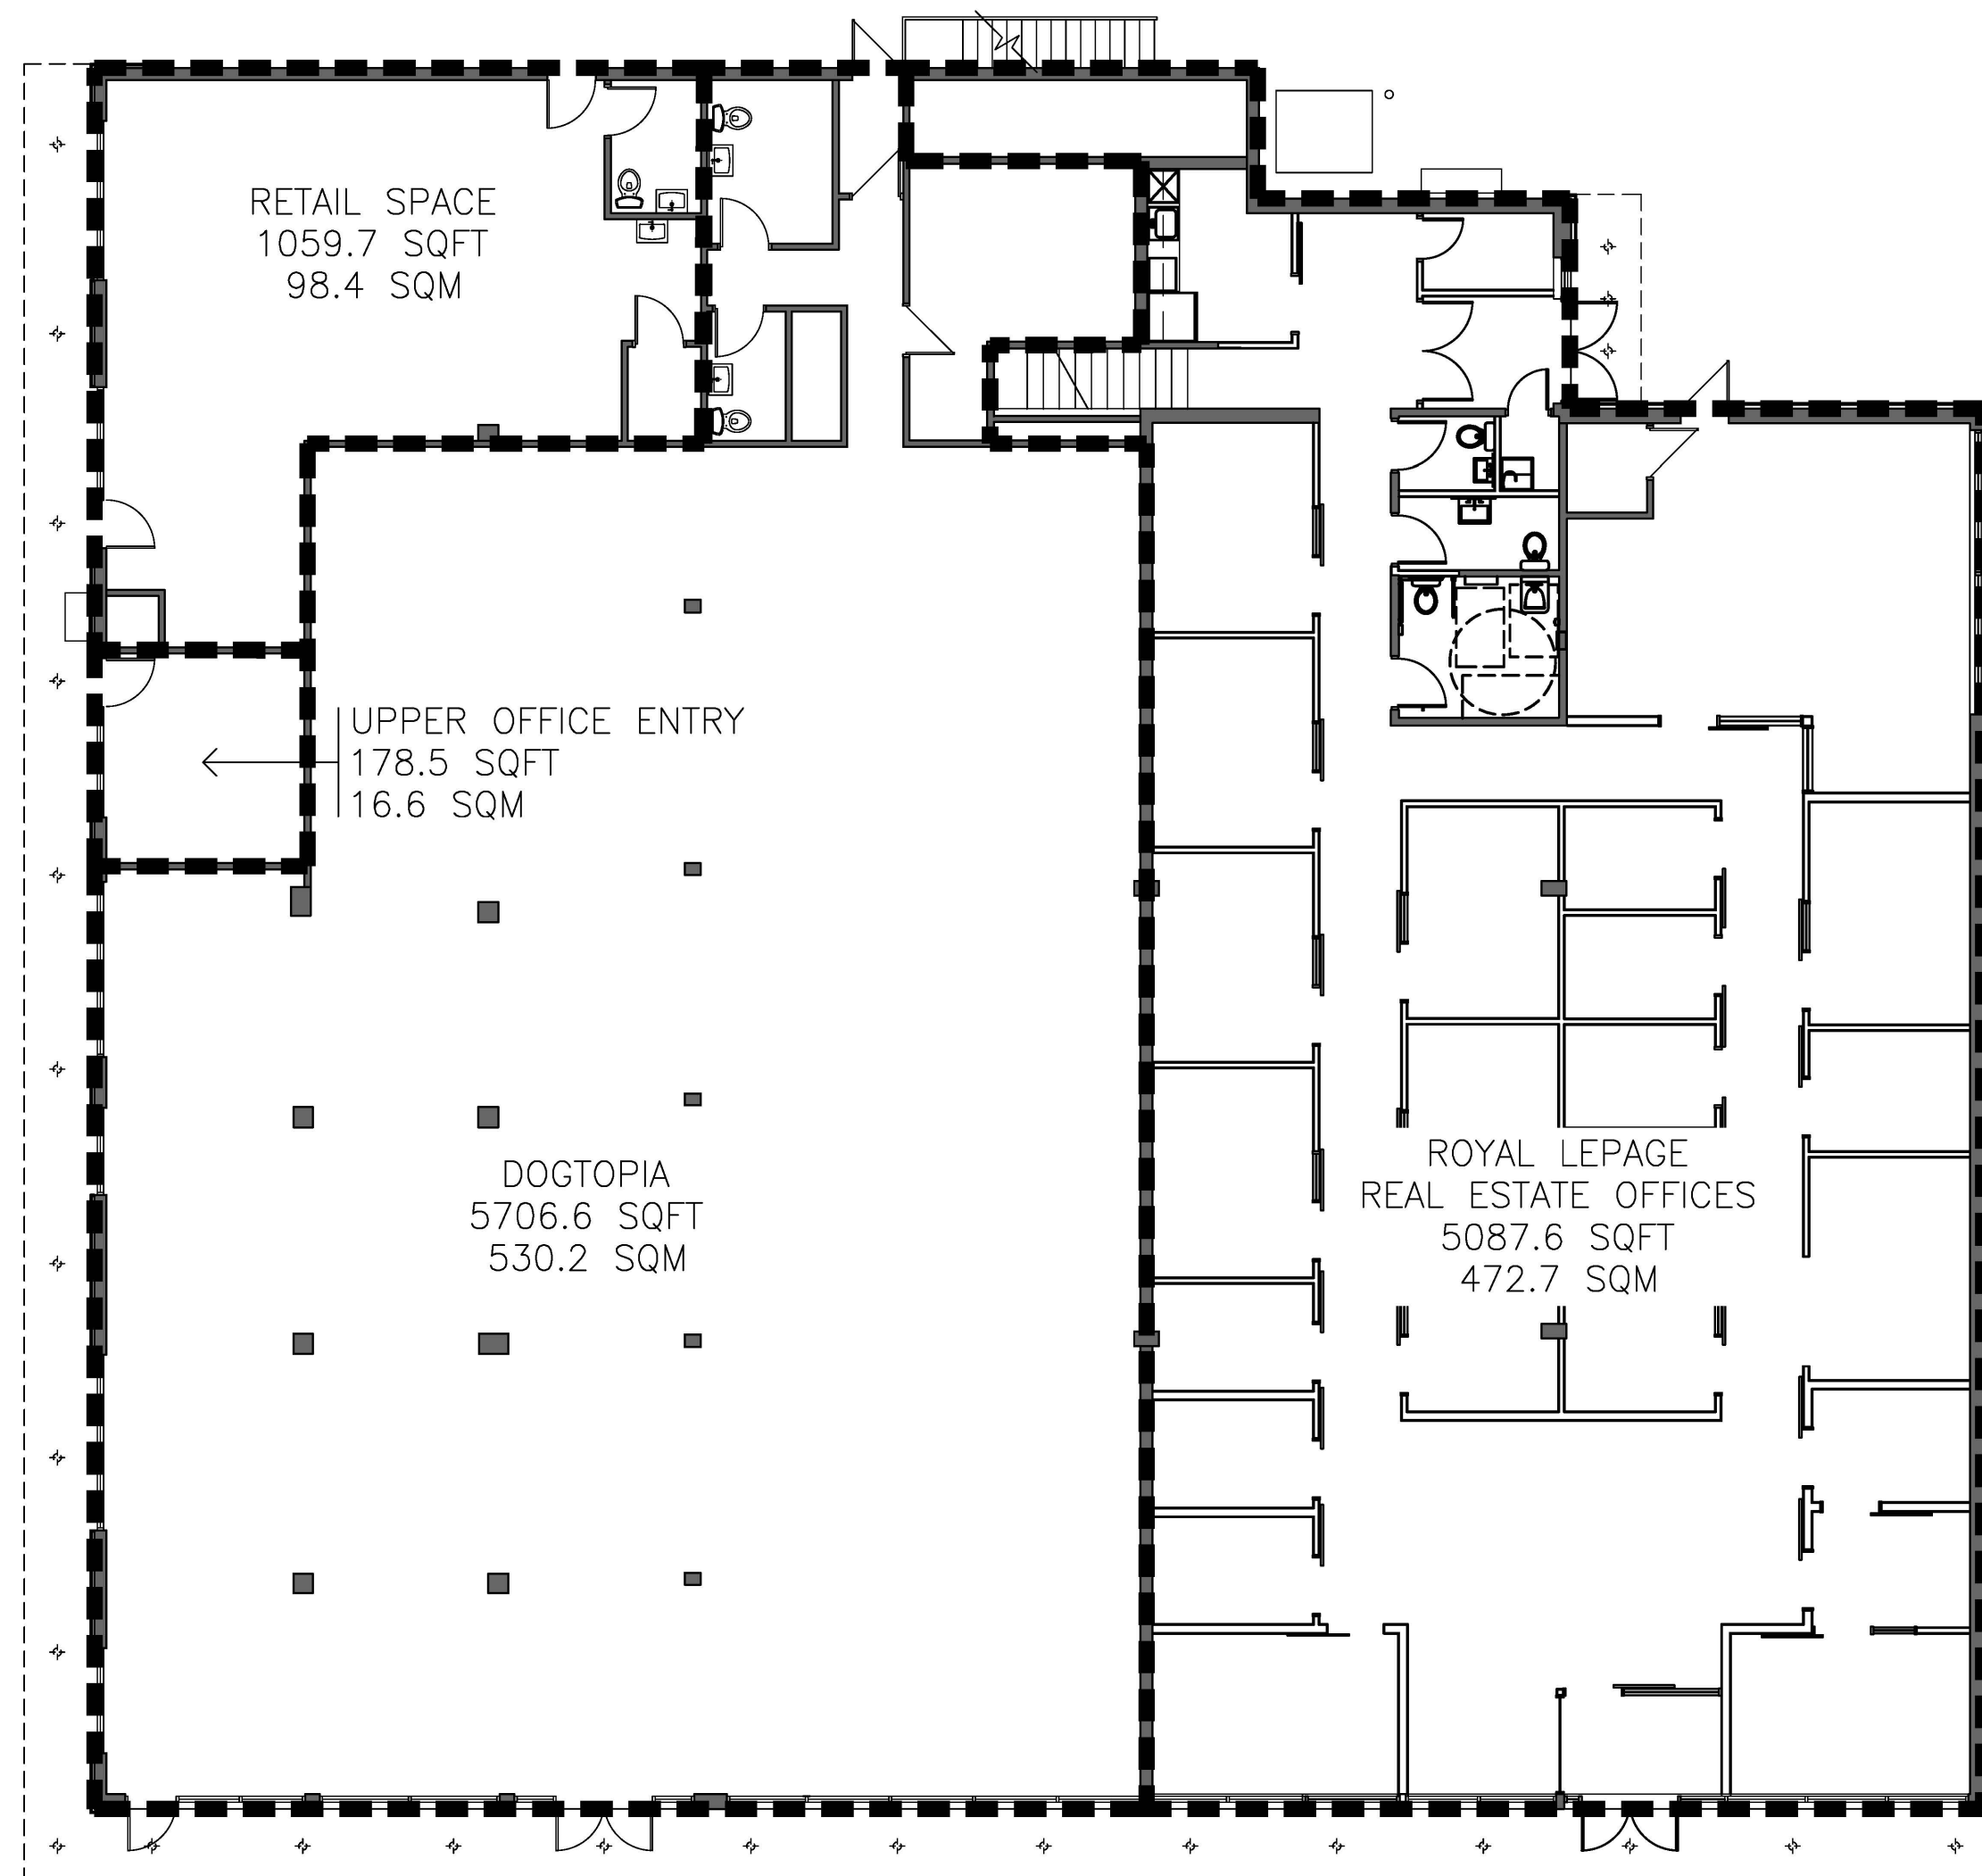 RETAIL SPACE
1059.7 SQFT
98.4 SQM
UPPER OFFICE ENTRY
178.5 SQFT
16.6 SQM
DOGTOPIA
5706.6 SQFT
530.2 SQM
ROYAL LEPAGE
REAL ESTATE OFFICES
5087.6 SQFT
472.7 SQM